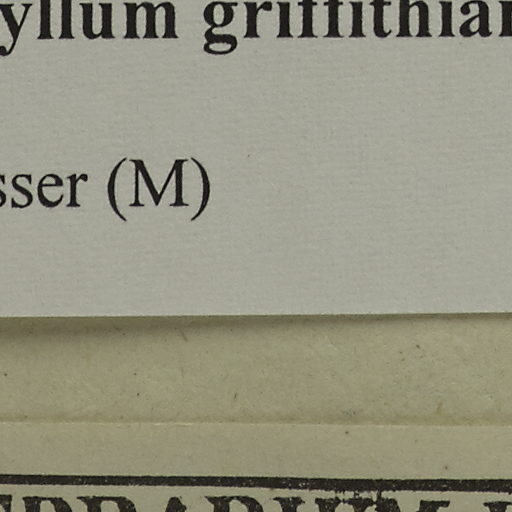 yllum griffithian
sser (M)